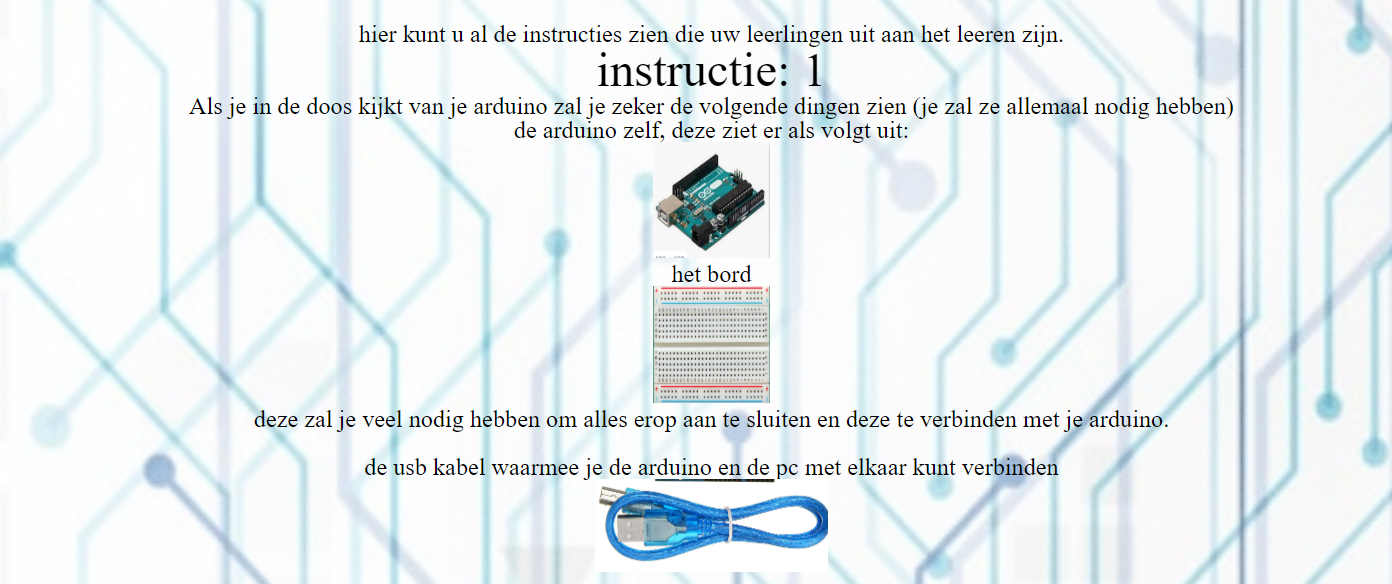 hier kunt u al de instructies zien die uw leerlingen uit aan het leeren zijn.
instructie: 1
Als je in de doos kijkt van je arduino zal je zeker de volgende dingen zien (je zal ze allemaal nodig hebben)
de arduino zelf, deze ziet er als volgt uit:
het bord
deze zal je veel nodig hebben om alles erop aan te sluiten en deze te verbinden met je arduino.
de usb kabel waarmee je de arduino en de pc met elkaar kunt verbinden